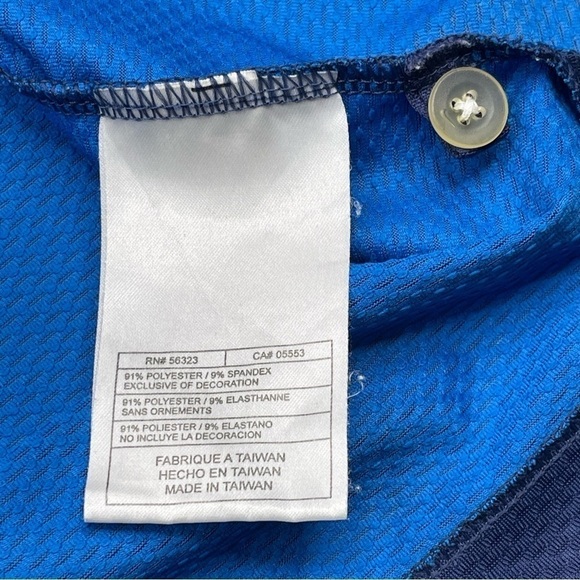 RN# 56323 CA# 05553
91% POLYESTER / 9% SPANDEX
EXCLUSIVE OF DECORATION
91% POLYESTER / 9% ELASTHANNE
SANS ORNEMENTS
91% POLIESTER / 9% ELASTANO
NO INCLUYE LA DECORACION
FABRIQUE A TAIWAN
HECHO EN TAIWAN
MADE IN TAIWAN